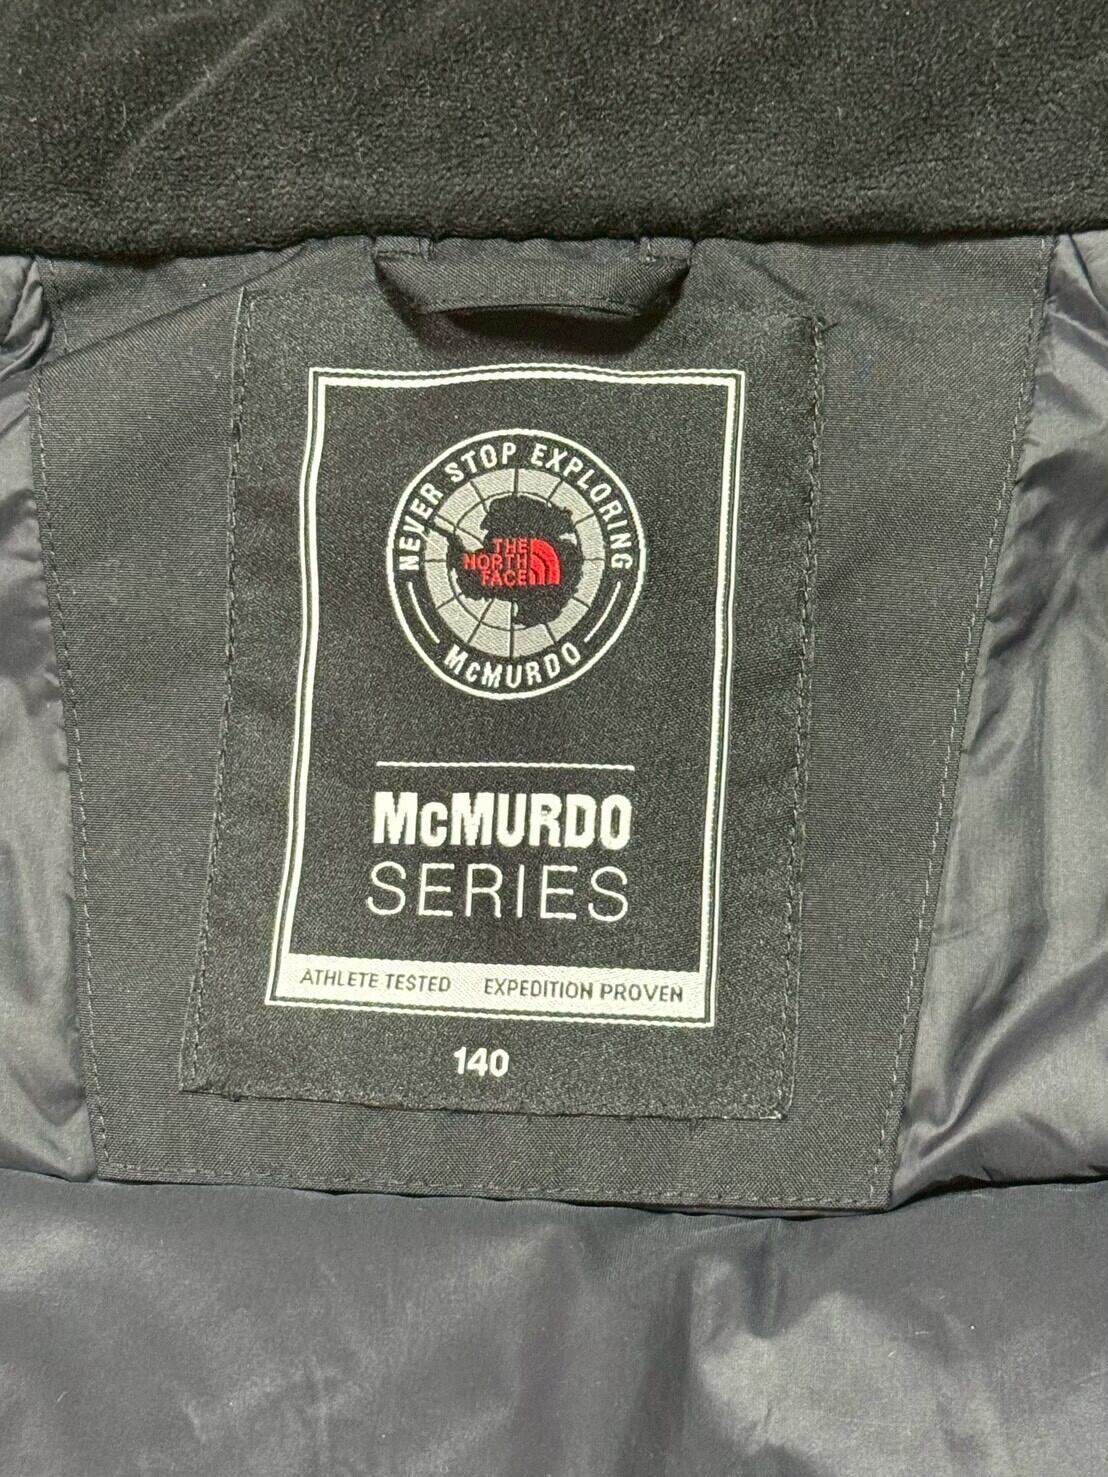 NEVER STOP EXPLORING
THE
NORTH
FACE
McMURDO
McMURDO
SERIES
ATHLETE TESTED EXPEDITION PROVEN
140